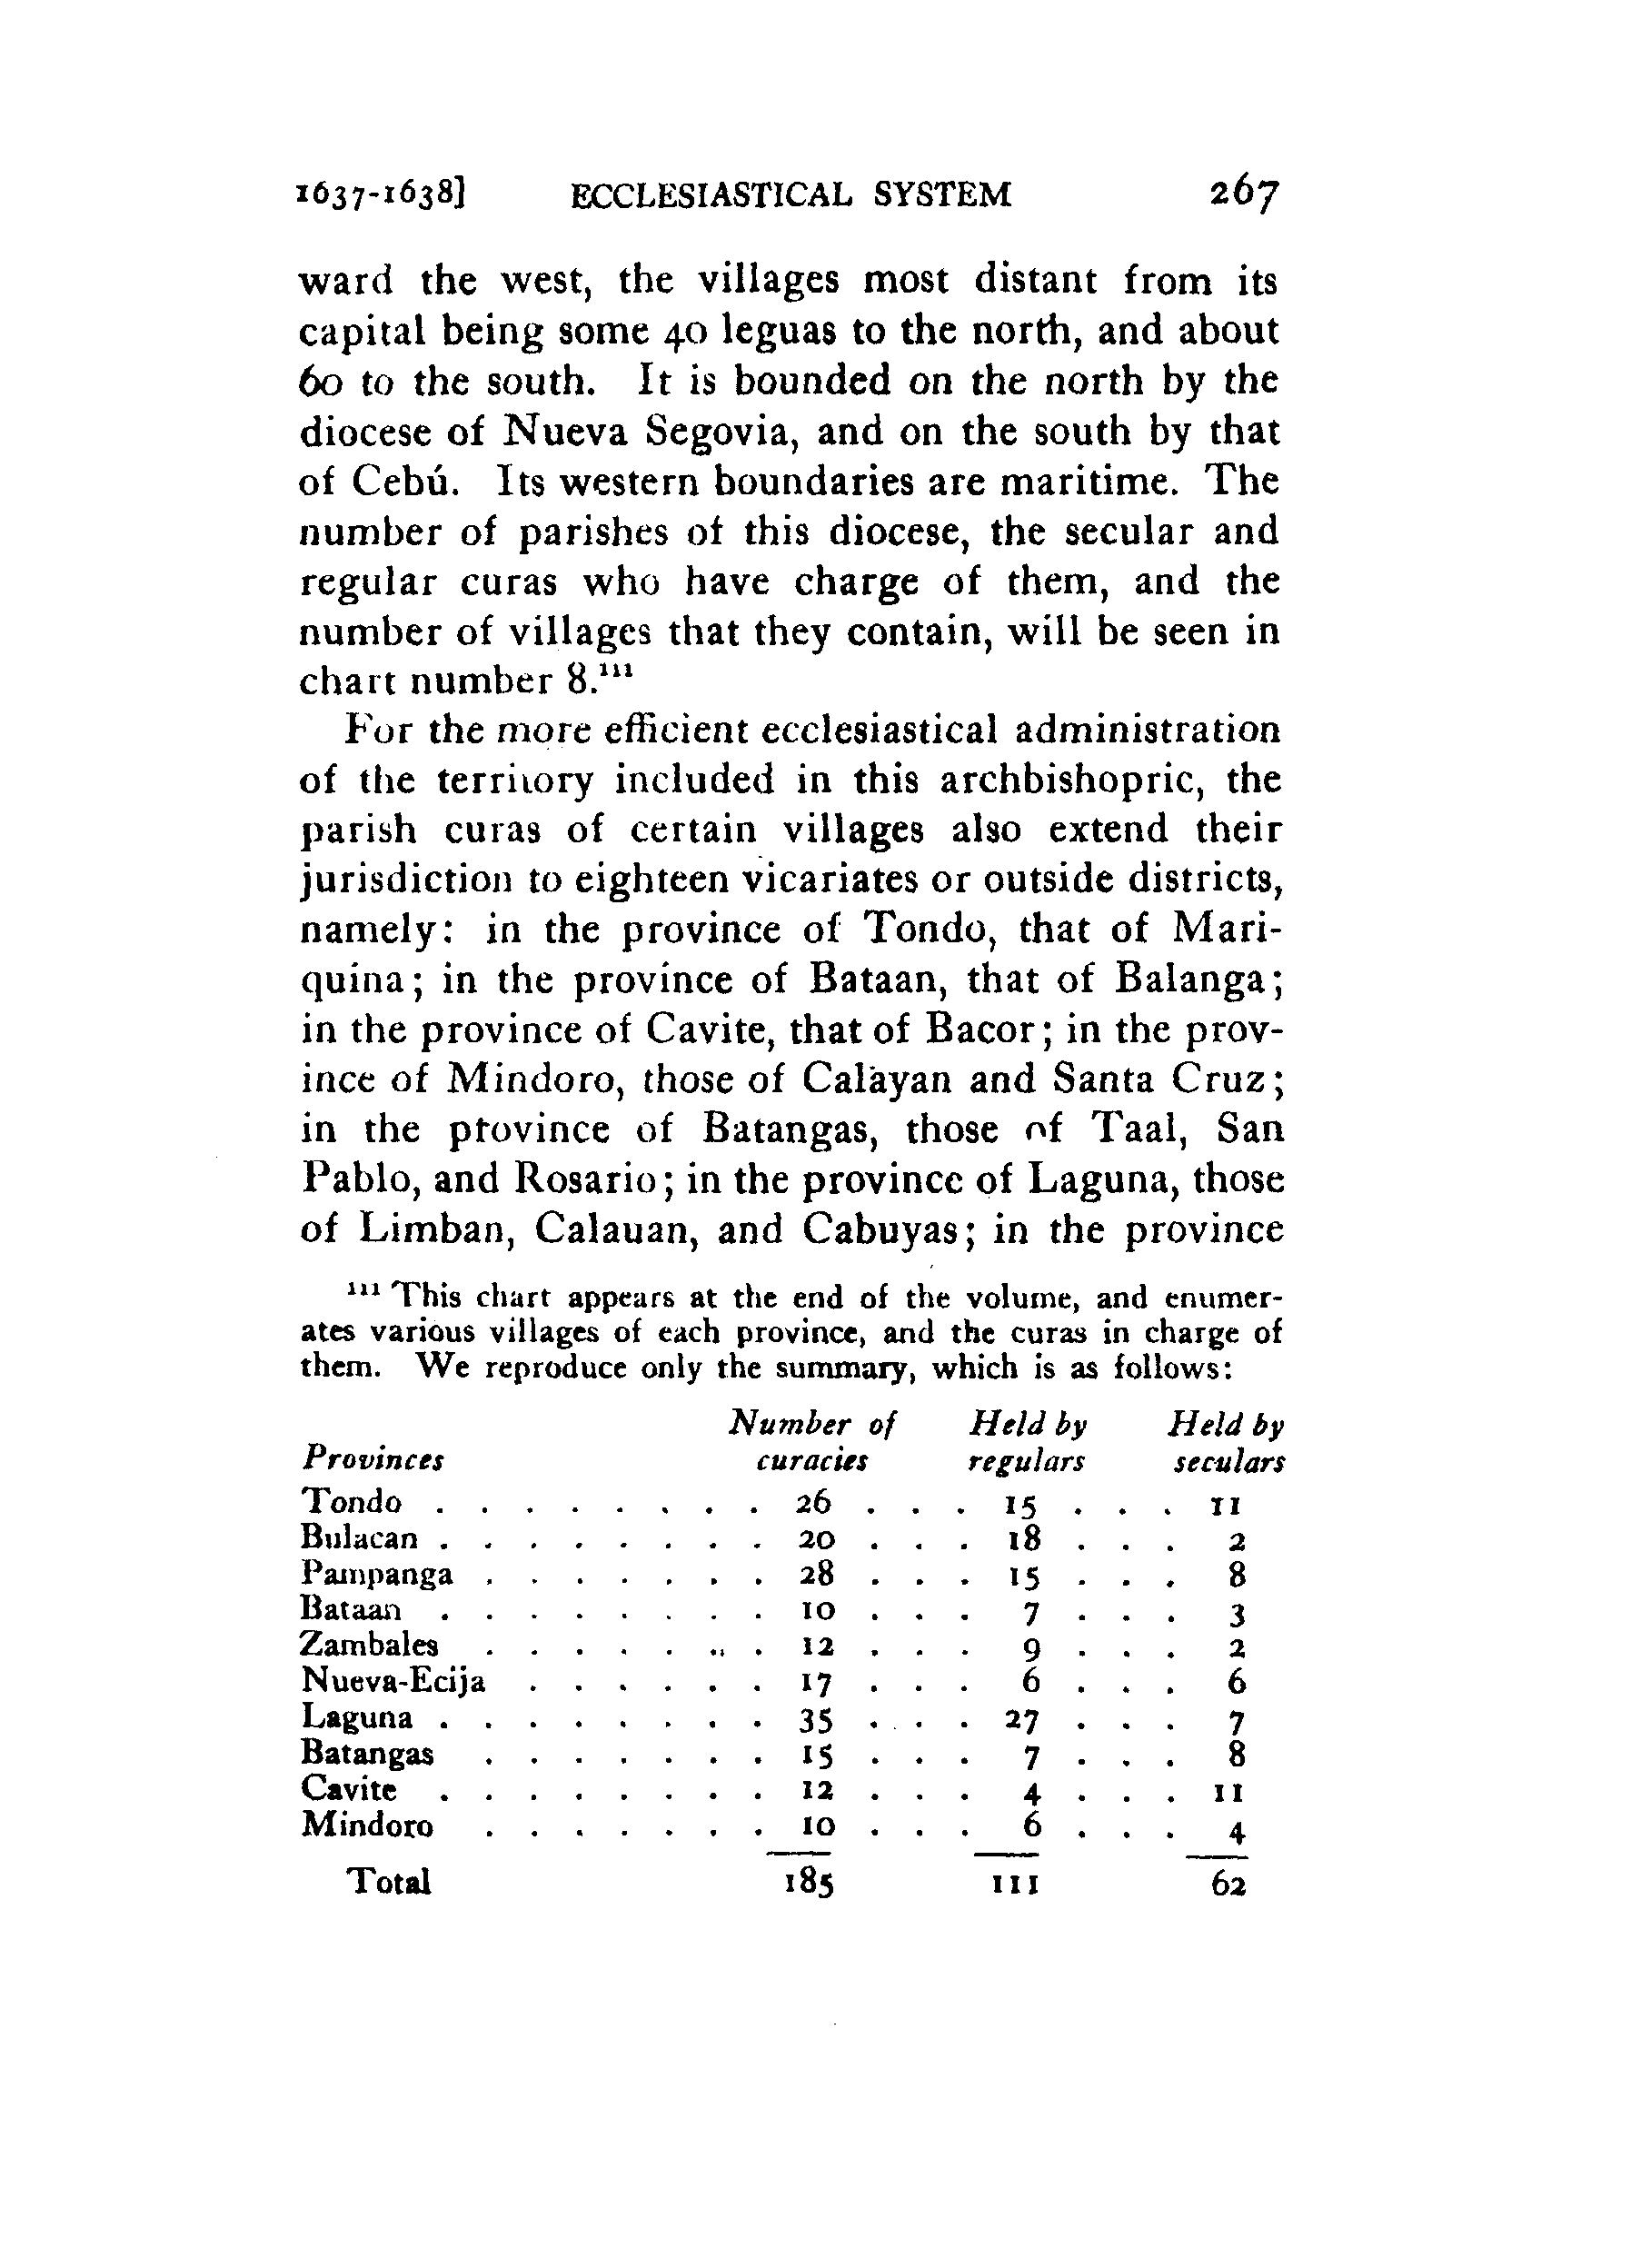 1637-1638] ECCLESIASTICAL SYSTEM 267
ward the west, the villages most distant from its
capital being some 40 leguas to the north, and about
60 to the south. It is bounded on the north by the
diocese of Nueva Segovia, and on the south by that
of Cebú. Its western boundaries are maritime. The
number of parishes of this diocese, the secular and
regular curas who have charge of them, and the
number of villages that they contain, will be seen in
chart number 8.¹¹¹
For the more efficient ecclesiastical administration
of the territory included in this archbishopric, the
parish curas of certain villages also extend their
jurisdiction to eighteen vicariates or outside districts,
namely: in the province of Tondo, that of Mari-
quina; in the province of Bataan, that of Balanga;
in the province of Cavite, that of Bacor; in the prov-
ince of Mindoro, those of Calayan and Santa Cruz;
in the province of Batangas, those of Taal, San
Pablo, and Rosario; in the province of Laguna, those
of Limban, Calauan, and Cabuyas; in the province
¹¹¹ This chart appears at the end of the volume, and enumer-
ates various villages of each province, and the curas in charge of
them. We reproduce only the summary, which is as follows:
Number of Held by Held by
Provinces curacies regulars seculars
Tondo . . . . . . . . 26 . . . 15 . . . 11
Bulacan . . . . . . . . 20 . . . 18 . . . 2
Pampanga . . . . . . . 28 . . . 15 . . . 8
Bataan . . . . . . . . 10 . . . 7 . . . 3
Zambales . . . . . . . 12 . . . 9 . . . 2
Nueva-Ecija . . . . . . 17 . . . 6 . . . 6
Laguna . . . . . . . . 35 . . . 27 . . . 7
Batangas . . . . . . . 15 . . . 7 . . . 8
Cavite . . . . . . . . 12 . . . 4 . . . 11
Mindoro . . . . . . . 10 . . . 6 . . . 4
Total 185 111 62